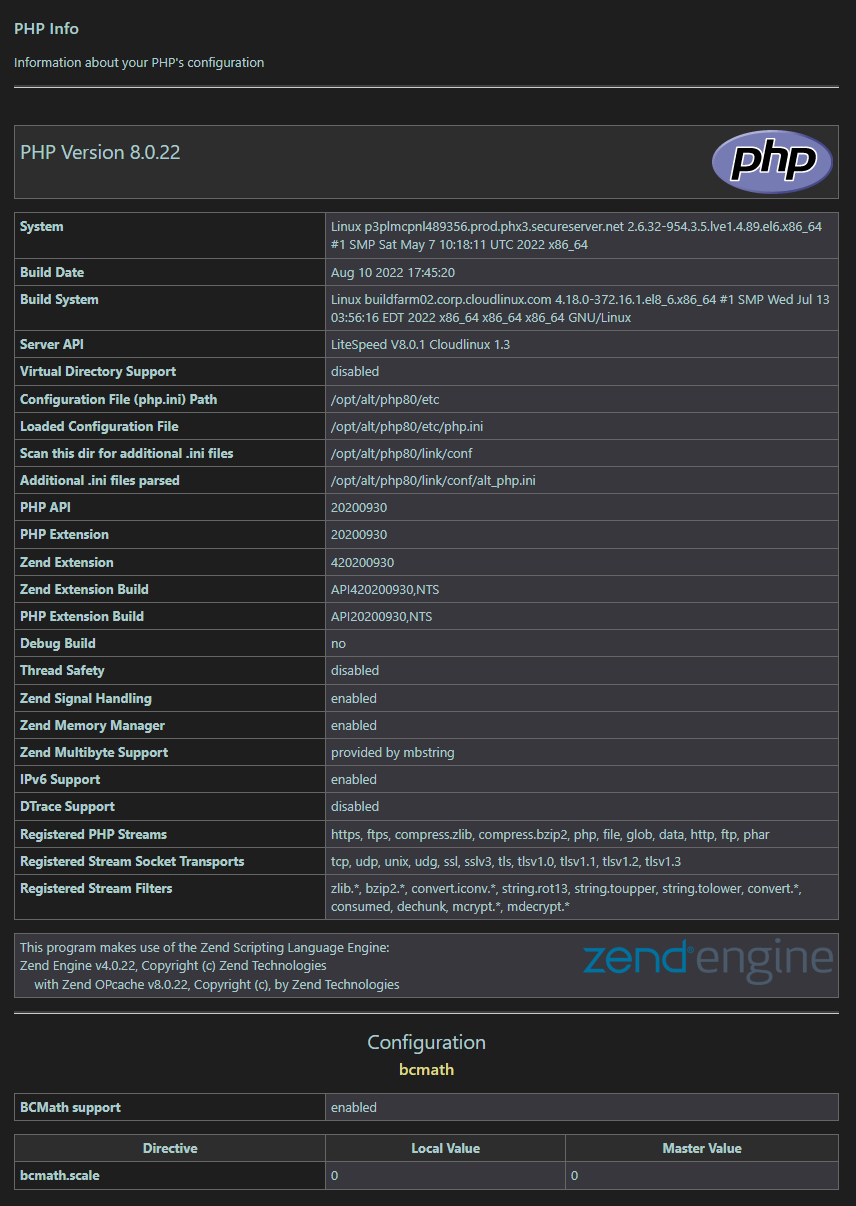 PHP Info
Information about your PHP's configuration
PHP Version 8.0.22
php
System
Linux p3plmcpnl489356.prod.phx3.secureserver.net 2.6.32-954.3.5.lve1.4.89.el6.x86_64
#1 SMP Sat May 7 10:18:11 UTC 2022 x86_64
Build Date
Aug 10 2022 17:45:20
Build System
Linux buildfarm02.corp.cloudlinux.com 4.18.0-372.16.1.el8_6.x86_64 #1 SMP Wed Jul 13
03:56:16 EDT 2022 x86_64 x86_64 x86_64 GNU/Linux
Server API
LiteSpeed V8.0.1 Cloudlinux 1.3
Virtual Directory Support
disabled
Configuration File (php.ini) Path
/opt/alt/php80/etc
Loaded Configuration File
/opt/alt/php80/etc/php.ini
Scan this dir for additional .ini files
/opt/alt/php80/link/conf
Additional .ini files parsed
/opt/alt/php80/link/conf/alt_php.ini
PHP API
20200930
PHP Extension
20200930
Zend Extension
420200930
Zend Extension Build
API420200930,NTS
PHP Extension Build
API20200930,NTS
Debug Build
no
Thread Safety
disabled
Zend Signal Handling
enabled
Zend Memory Manager
enabled
Zend Multibyte Support
provided by mbstring
IPv6 Support
enabled
DTrace Support
disabled
Registered PHP Streams
https, ftps, compress.zlib, compress.bzip2, php, file, glob, data, http, ftp, phar
Registered Stream Socket Transports
tcp, udp, unix, udg, ssl, sslv3, tls, tlsv1.0, tlsv1.1, tlsv1.2, tlsv1.3
Registered Stream Filters
zlib.*, bzip2.*, convert.iconv.*, string.rot13, string.toupper, string.tolower, convert.*,
consumed, dechunk, mcrypt.*, mdecrypt.*
This program makes use of the Zend Scripting Language Engine:
Zend Engine v4.0.22, Copyright (c) Zend Technologies
with Zend OPcache v8.0.22, Copyright (c), by Zend Technologies
zend® engine
Configuration
bcmath
BCMath support
enabled
Directive
Local Value
Master Value
bcmath.scale
0
0